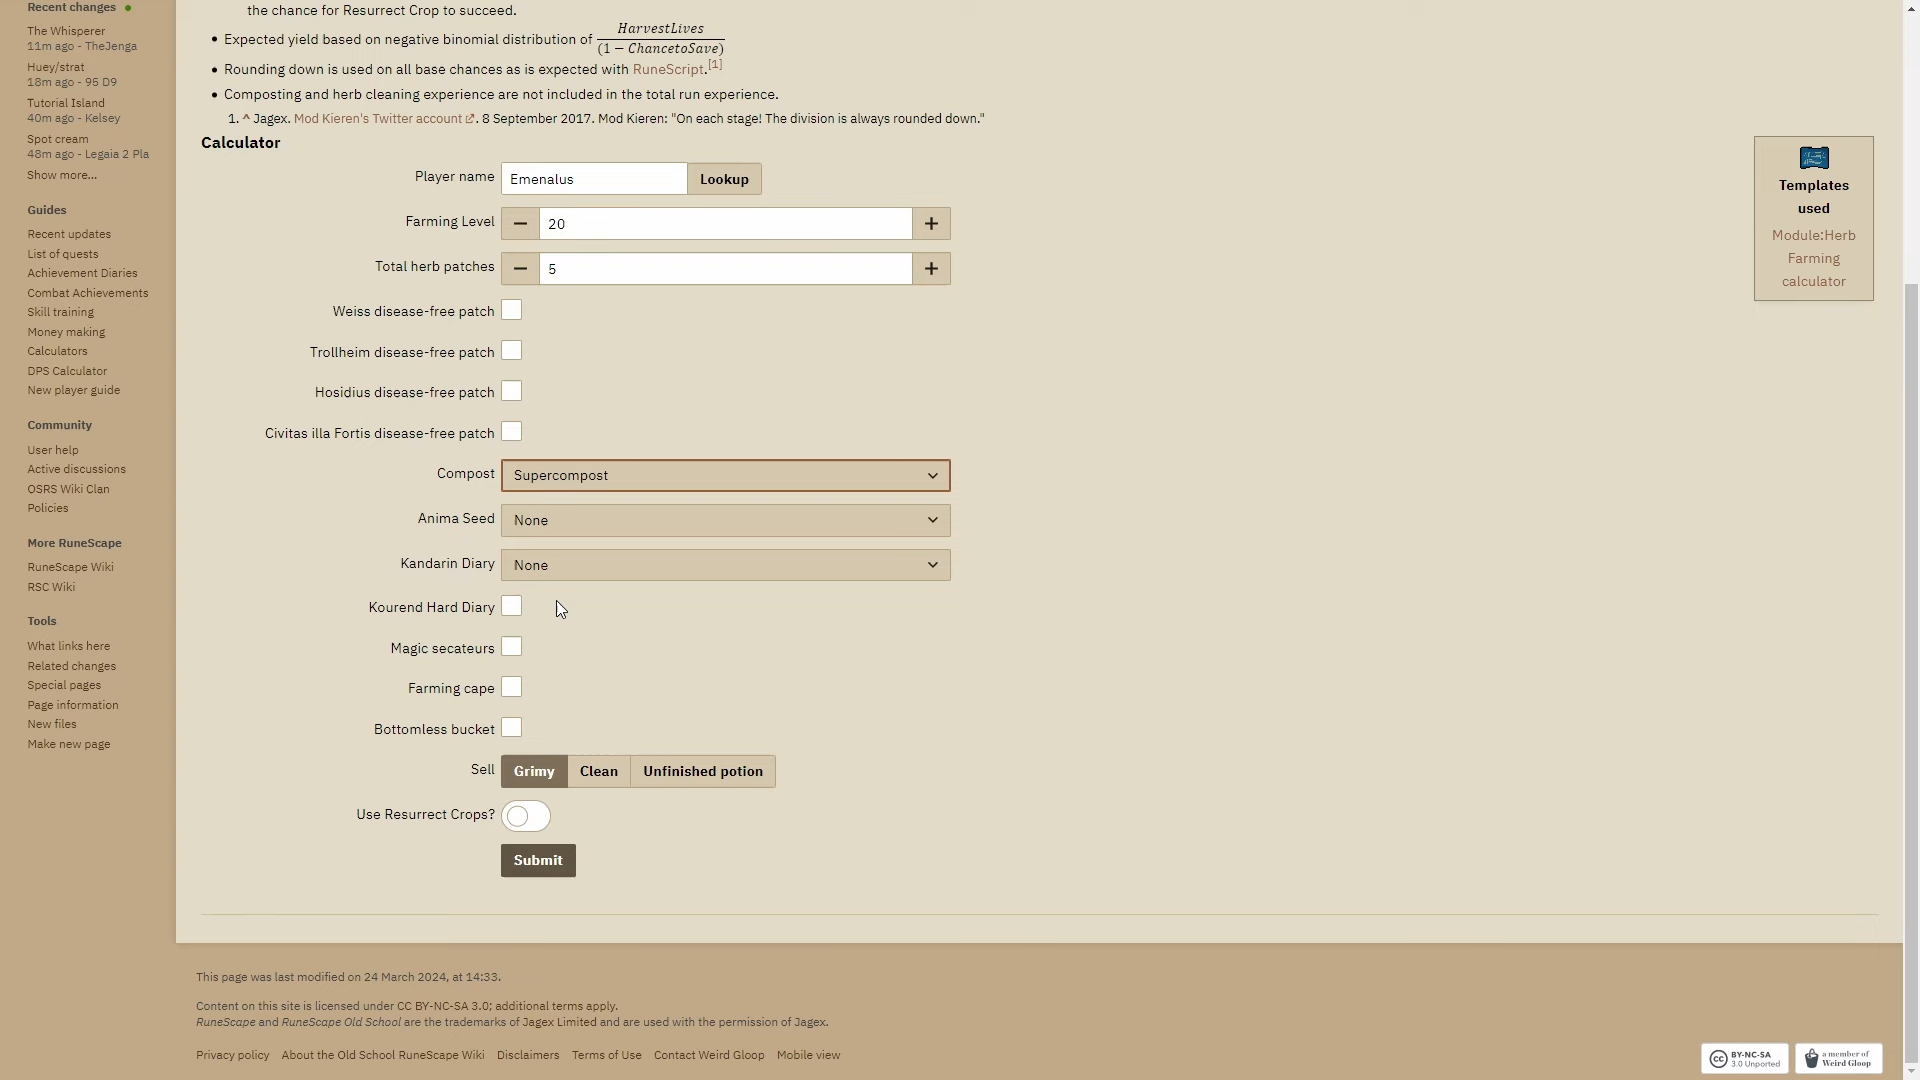 Recent changes
The Whisperer
11m ago - TheJenga
Huey/strat
18m ago - 95 D9
Tutorial Island
40m ago - Kelsey
Spot cream
48m ago - Legaia 2 Pla
Show more...
Guides
Recent updates
List of quests
Achievement Diaries
Combat Achievements
Skill training
Money making
Calculators
DPS Calculator
New player guide
Community
User help
Active discussions
OSRS Wiki Clan
Policies
More RuneScape
RuneScape Wiki
RSC Wiki
Tools
What links here
Related changes
Special pages
Page information
New files
Make new page
the chance for Resurrect Crop to succeed.
• Expected yield based on negative binomial distribution of HarvestLives / (1 − ChancetoSave)
• Rounding down is used on all base chances as is expected with RuneScript.[1]
• Composting and herb cleaning experience are not included in the total run experience.
1. ^ Jagex. Mod Kieren's Twitter account. 8 September 2017. Mod Kieren: "On each stage! The division is always rounded down."
Calculator
Player name Emenalus Lookup
Farming Level − 20 +
Total herb patches − 5 +
Weiss disease-free patch
Trollheim disease-free patch
Hosidius disease-free patch
Civitas illa Fortis disease-free patch
Compost Supercompost
Anima Seed None
Kandarin Diary None
Kourend Hard Diary
Magic secateurs
Farming cape
Bottomless bucket
Sell Grimy Clean Unfinished potion
Use Resurrect Crops?
Submit
Templates
used
Module:Herb
Farming
calculator
This page was last modified on 24 March 2024, at 14:33.
Content on this site is licensed under CC BY-NC-SA 3.0; additional terms apply.
RuneScape and RuneScape Old School are the trademarks of Jagex Limited and are used with the permission of Jagex.
Privacy policy About the Old School RuneScape Wiki Disclaimers Terms of Use Contact Weird Gloop Mobile view
CC BY-NC-SA
3.0 Unported
a member of
Weird Gloop